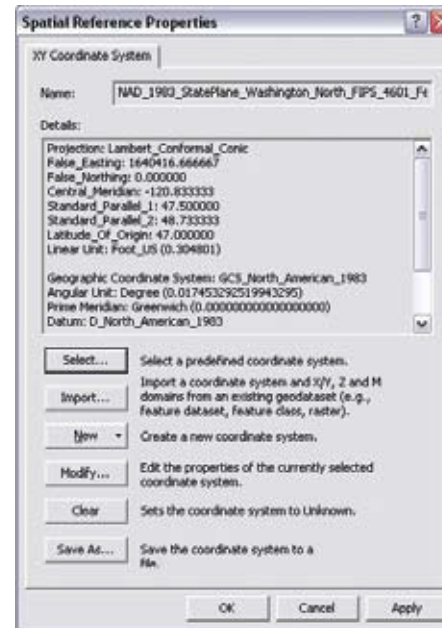 Spatial Reference Properties
XY Coordinate System
Name: NAD_1983_StatePlane_Washington_North_FIPS_4601_Fe
Details:
Projection: Lambert_Conformal_Conic
False_Easting: 1640416.666667
False_Northing: 0.000000
Central_Meridian: -120.833333
Standard_Parallel_1: 47.500000
Standard_Parallel_2: 48.733333
Latitude_Of_Origin: 47.000000
Linear Unit: Foot_US (0.304801)
Geographic Coordinate System: GCS_North_American_1983
Angular Unit: Degree (0.017453292519943295)
Prime Meridian: Greenwich (0.000000000000000000)
Datum: D_North_American_1983
Select... Select a predefined coordinate system.
Import... Import a coordinate system and X/Y, Z and M
domains from an existing geodataset (e.g.,
feature dataset, feature class, raster).
New Create a new coordinate system.
Modify... Edit the properties of the currently selected
coordinate system.
Clear Sets the coordinate system to Unknown.
Save As... Save the coordinate system to a
file.
OK Cancel Apply